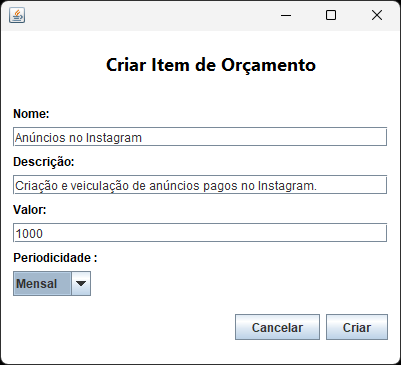 Criar Item de Orçamento
Nome:
Anúncios no Instagram
Descrição:
Criação e veiculação de anúncios pagos no Instagram.
Valor:
1000
Periodicidade :
Mensal
Cancelar Criar